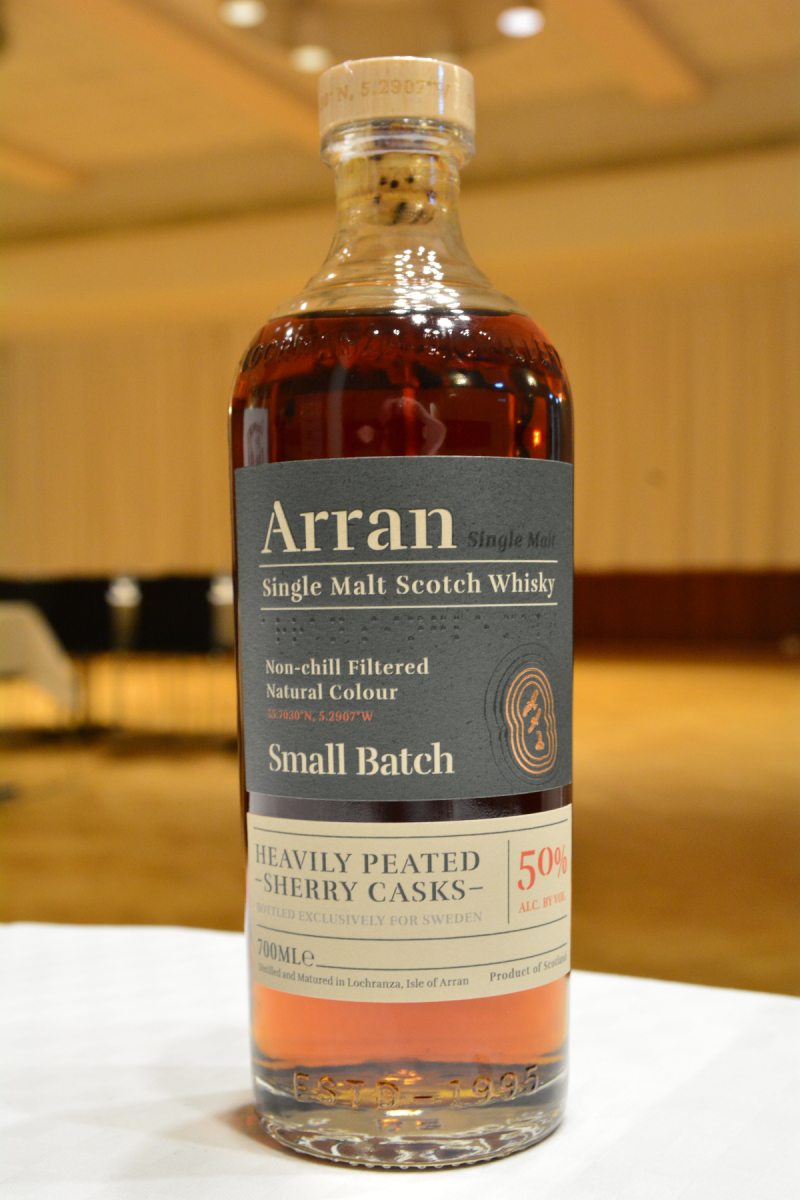 N, 5.2907°W
Arran Single Malt
Single Malt Scotch Whisky
Non-chill Filtered
Natural Colour
55.7030°N, 5.2907°W
Small Batch
HEAVILY PEATED
–SHERRY CASKS–
BOTTLED EXCLUSIVELY FOR SWEDEN
50%
ALC. BY VOL.
700ML℮
Distilled and Matured in Lochranza, Isle of Arran
Product of Scotland
ESTD–1995